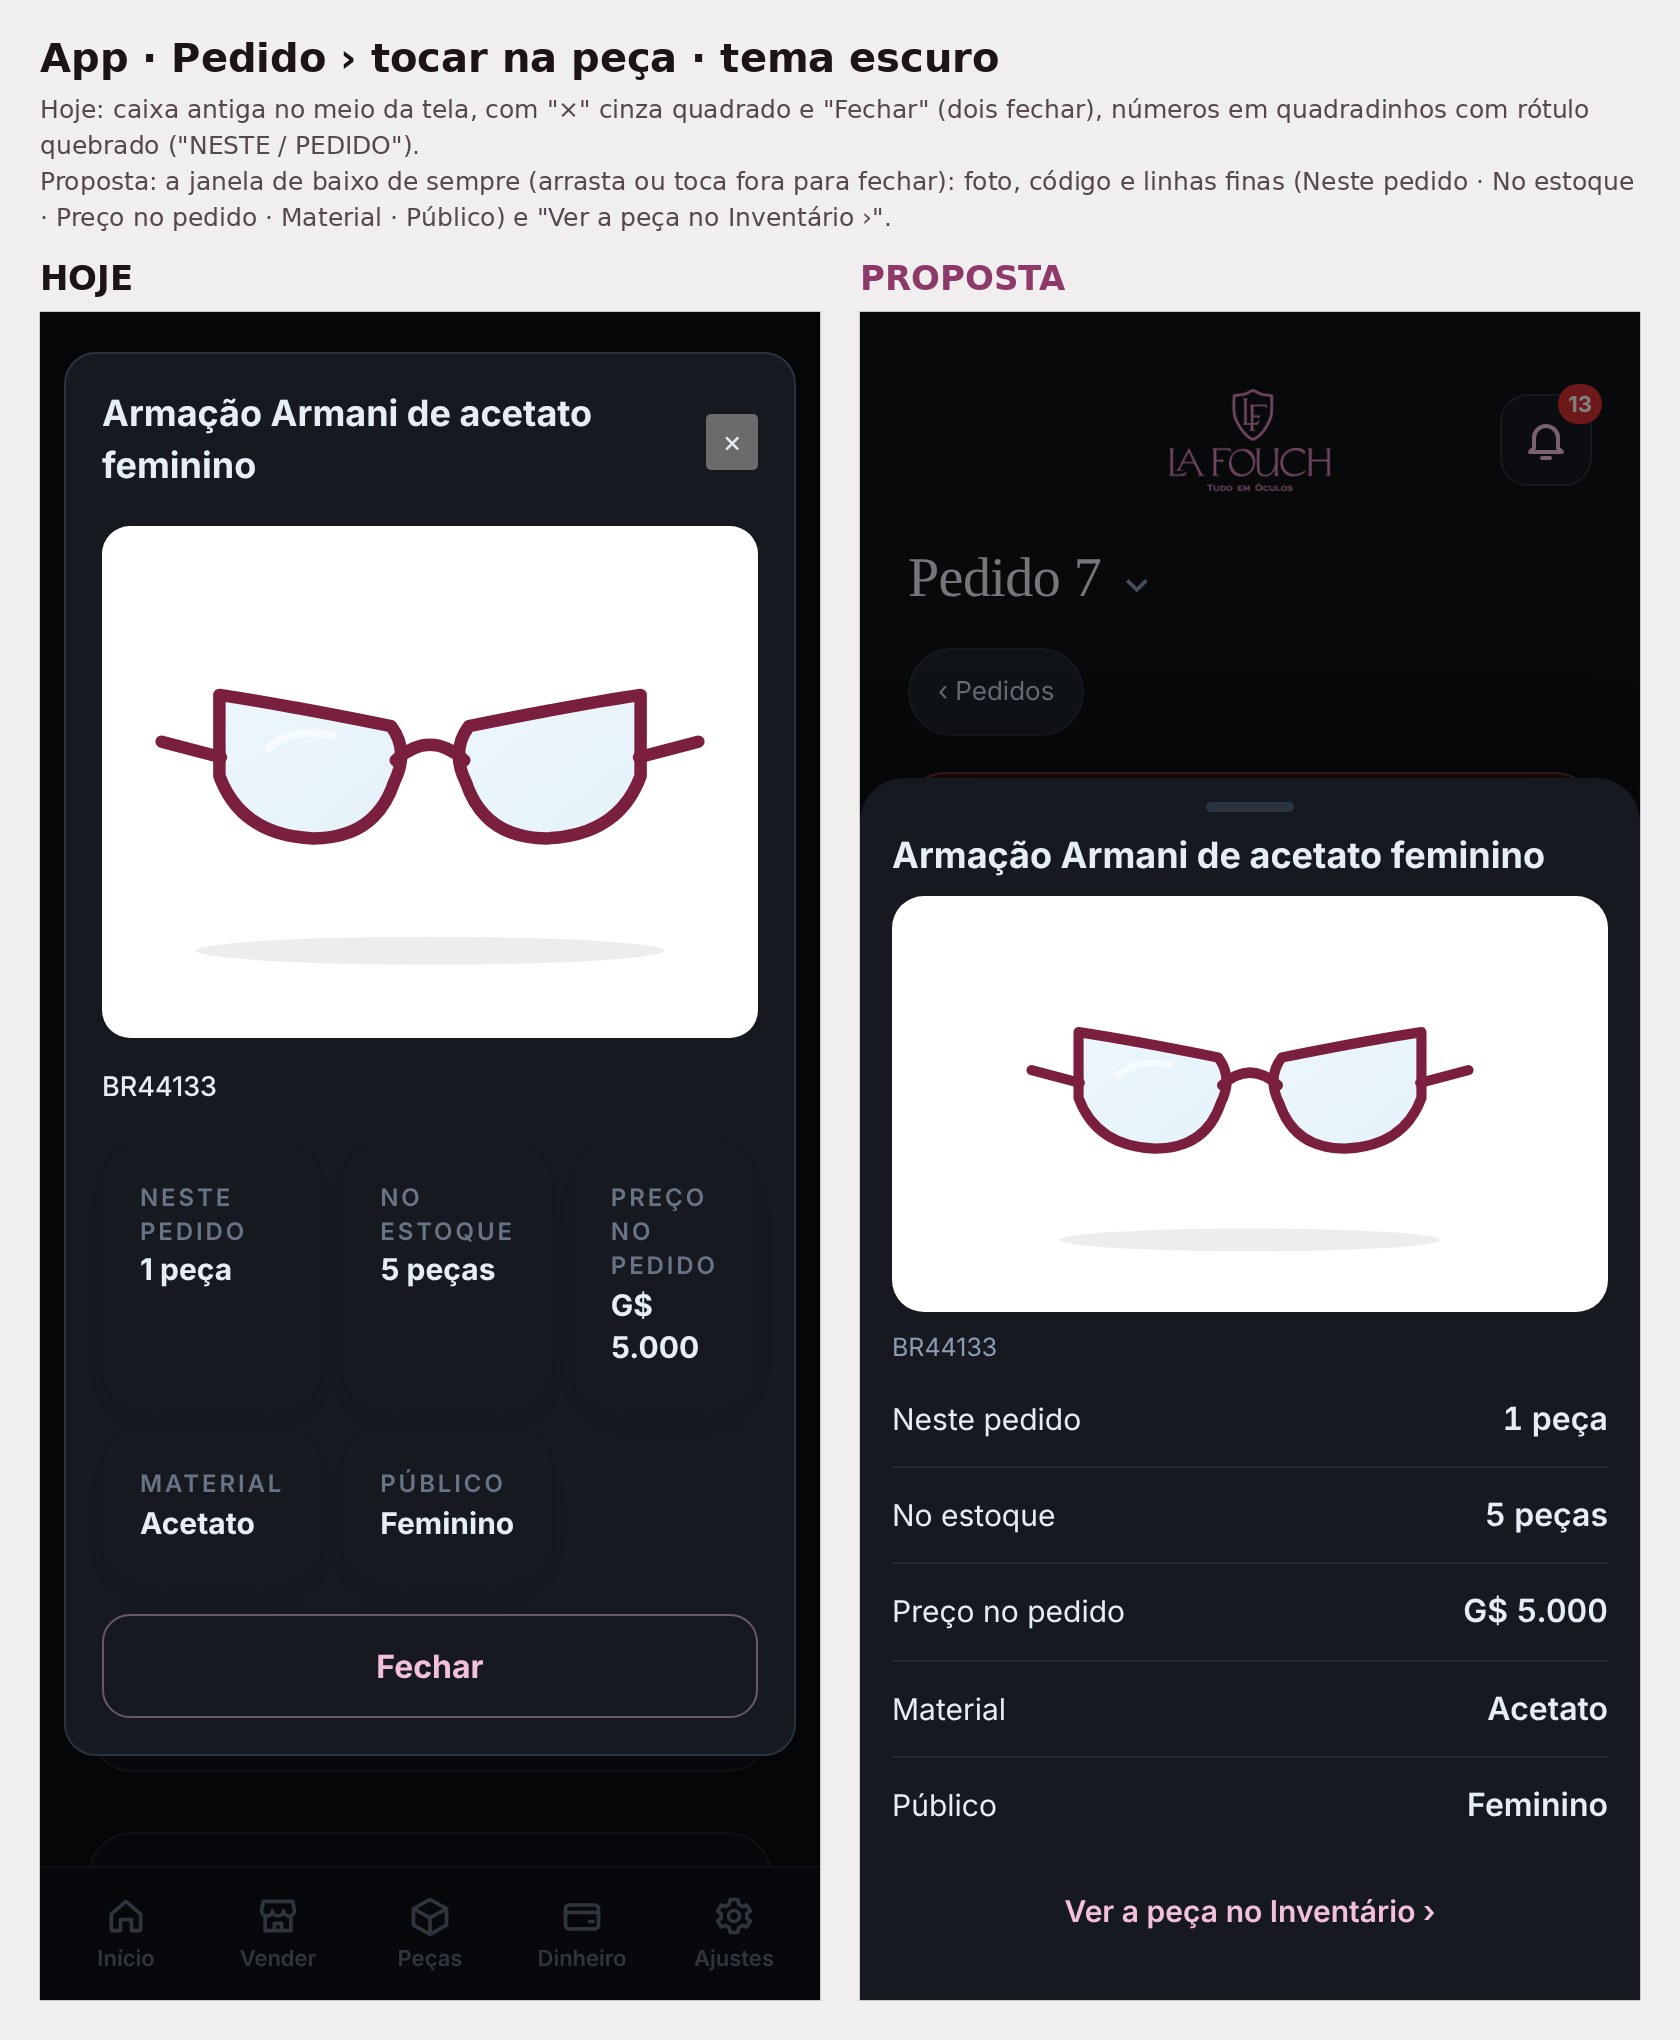 App · Pedido › tocar na peça · tema escuro
Hoje: caixa antiga no meio da tela, com "×" cinza quadrado e "Fechar" (dois fechar), números em quadradinhos com rótulo
quebrado ("NESTE / PEDIDO").
Proposta: a janela de baixo de sempre (arrasta ou toca fora para fechar): foto, código e linhas finas (Neste pedido · No estoque
· Preço no pedido · Material · Público) e "Ver a peça no Inventário ›".
HOJE
Armação Armani de acetato
feminino
×
BR44133
NESTE
PEDIDO
1 peça
NO
ESTOQUE
5 peças
PREÇO
NO
PEDIDO
G$
5.000
MATERIAL
Acetato
PÚBLICO
Feminino
Fechar
Início
Vender
Peças
Dinheiro
Ajustes
PROPOSTA
LF
LA FOUCH
TUDO EM ÓCULOS
13
Pedido 7
‹ Pedidos
Armação Armani de acetato feminino
BR44133
Neste pedido 1 peça
No estoque 5 peças
Preço no pedido G$ 5.000
Material Acetato
Público Feminino
Ver a peça no Inventário ›